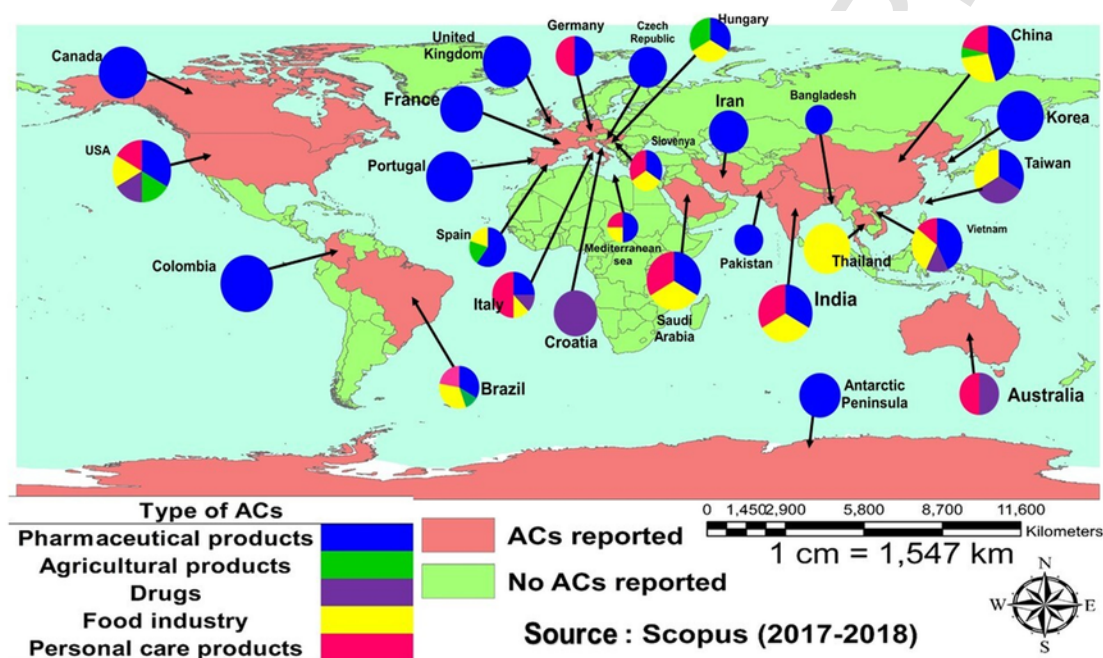 Canada
United
Kingdom
Germany
Czech
Republic
Hungary
China
France
Iran
Bangladesh
Korea
USA
Portugal
Slovenya
Taiwan
Spain
Mediterranean
sea
Pakistan
Thailand
Vietnam
Colombia
Italy
Croatia
Saudi
Arabia
India
Brazil
Antarctic
Peninsula
Australia
Type of ACs
Pharmaceutical products
Agricultural products
Drugs
Food industry
Personal care products
ACs reported
No ACs reported
0 1,450 2,900 5,800 8,700 11,600
Kilometers
1 cm = 1,547 km
Source : Scopus (2017-2018)
N
W E
S